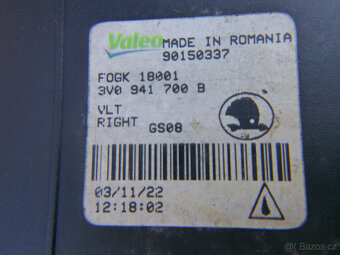 Valeo MADE IN ROMANIA
90150337
FOGK 18001
3V0 941 700 B
VLT
RIGHT GS08
03/11/22
12:18:02
Bazoš.cz